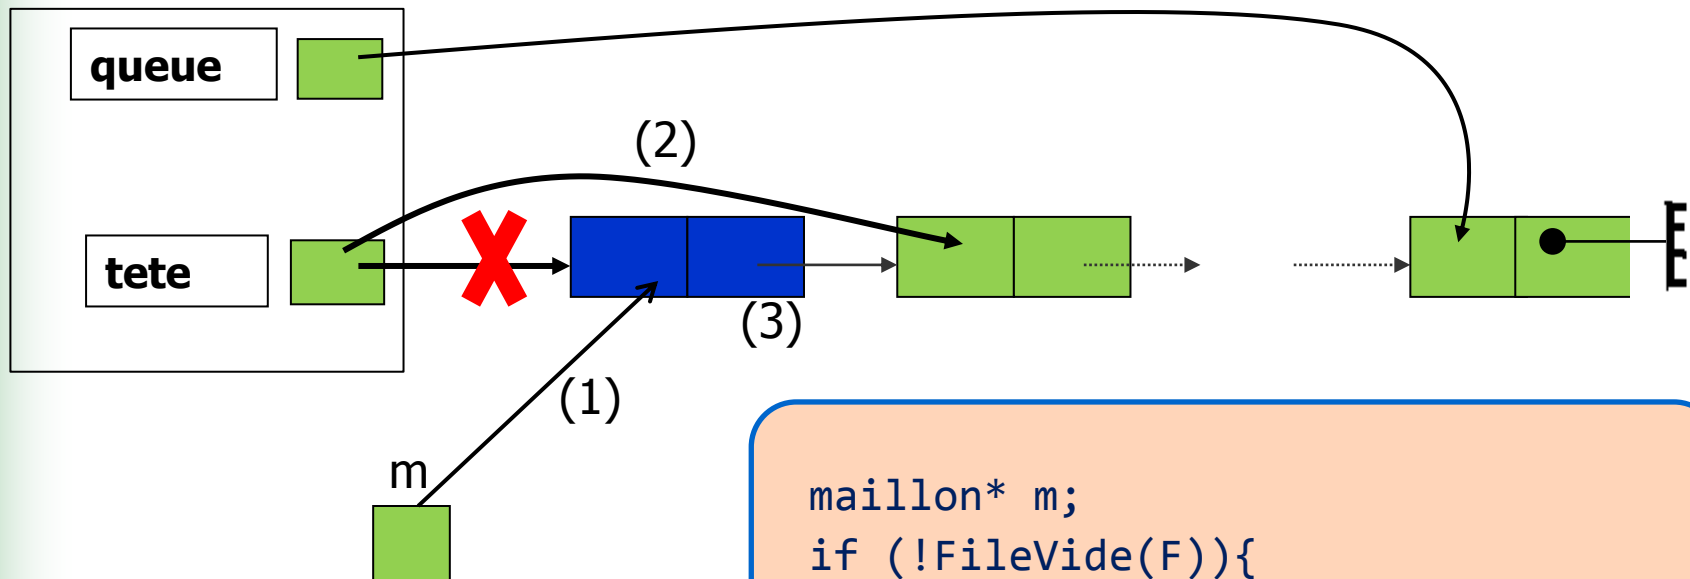 queue
(2)
tete
(3)
(1)
m
maillon* m;
if (!FileVide(F)){